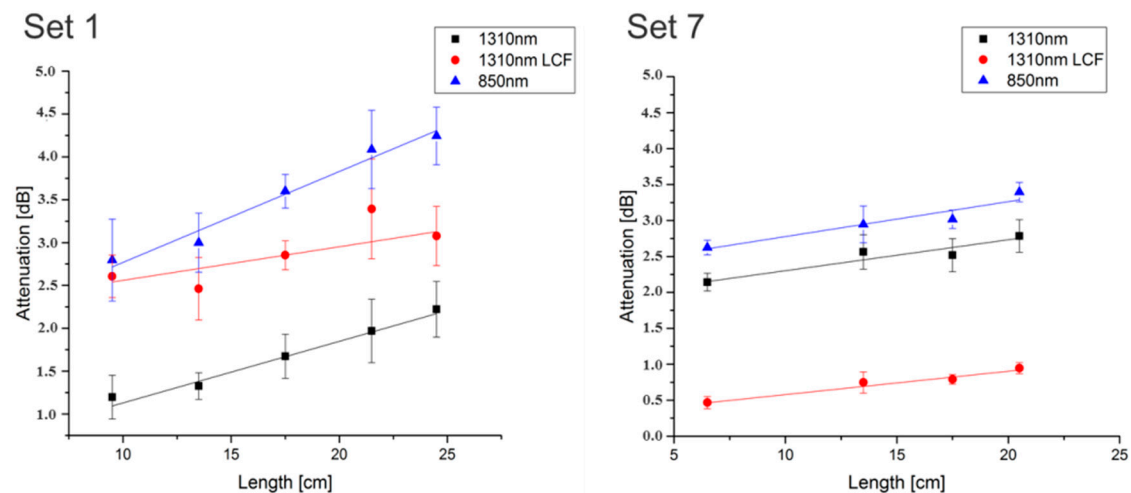 Set 1
1310nm
1310nm LCF
850nm
5.0
4.5
4.0
3.5
3.0
2.5
2.0
1.5
1.0
Attenuation [dB]
10 15 20 25
Length [cm]
Set 7
1310nm
1310nm LCF
850nm
5.0
4.5
4.0
3.5
3.0
2.5
2.0
1.5
1.0
0.5
0.0
Attenuation [dB]
5 10 15 20 25
Length [cm]